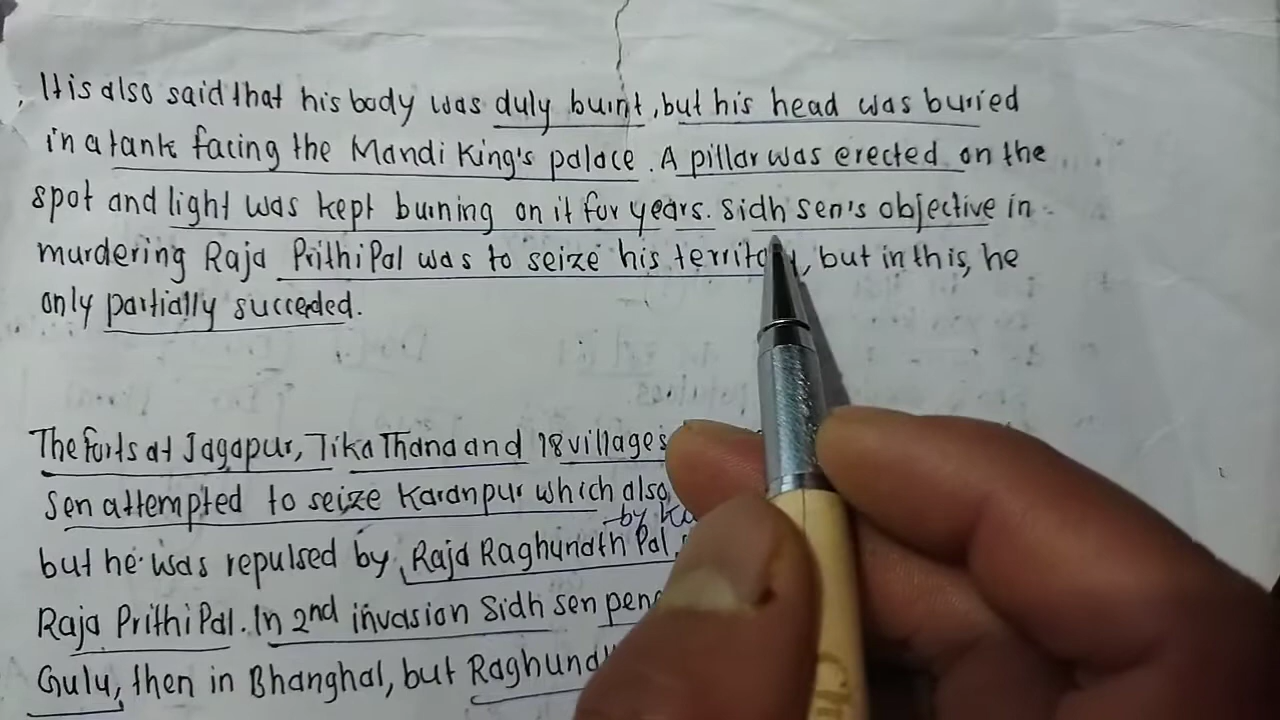 It is also said that his body was duly burnt, but his head was buried
in a tank facing the Mandi King's palace. A pillar was erected on the
spot and light was kept burning on it for years. Sidh Sen's objective in
murdering Raja Prithi Pal was to seize his territory, but in this, he
only partially succeeded.
The forts at Jagapur, Tika Thana and 18 villages
Sen attempted to seize Karanpur which also
by
but he was repulsed by Raja Raghunath Pal
Raja Prithi Pal. In 2nd invasion Sidh Sen
Guly, then in Bhanghal, but